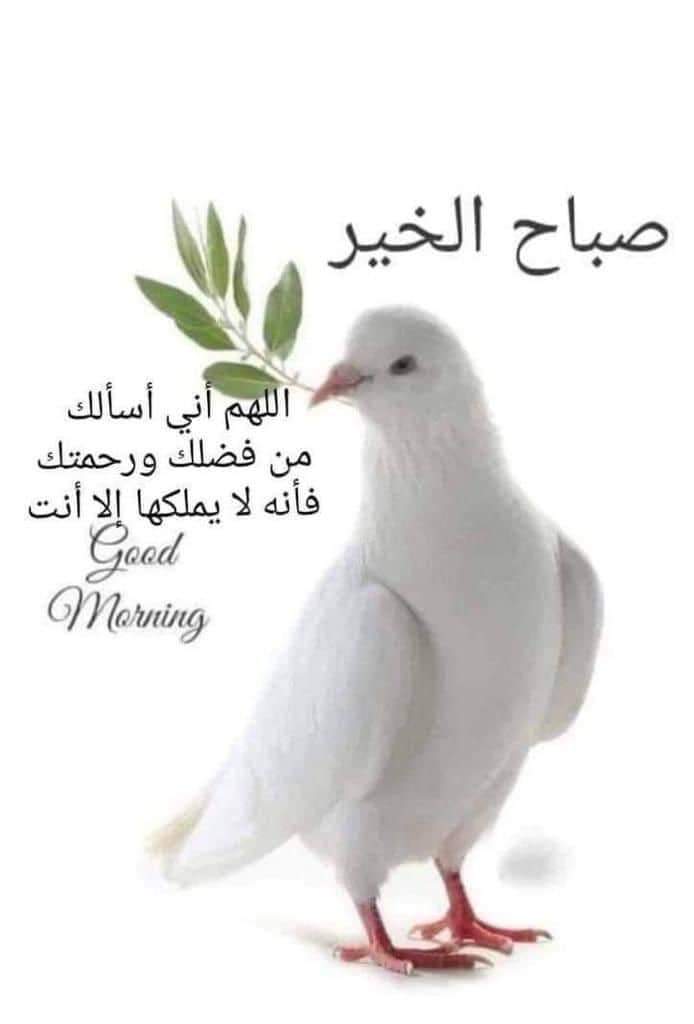 صباح الخير
اللهم أني أسألك
من فضلك ورحمتك
فأنه لا يملكها إلا أنت
Good
Morning